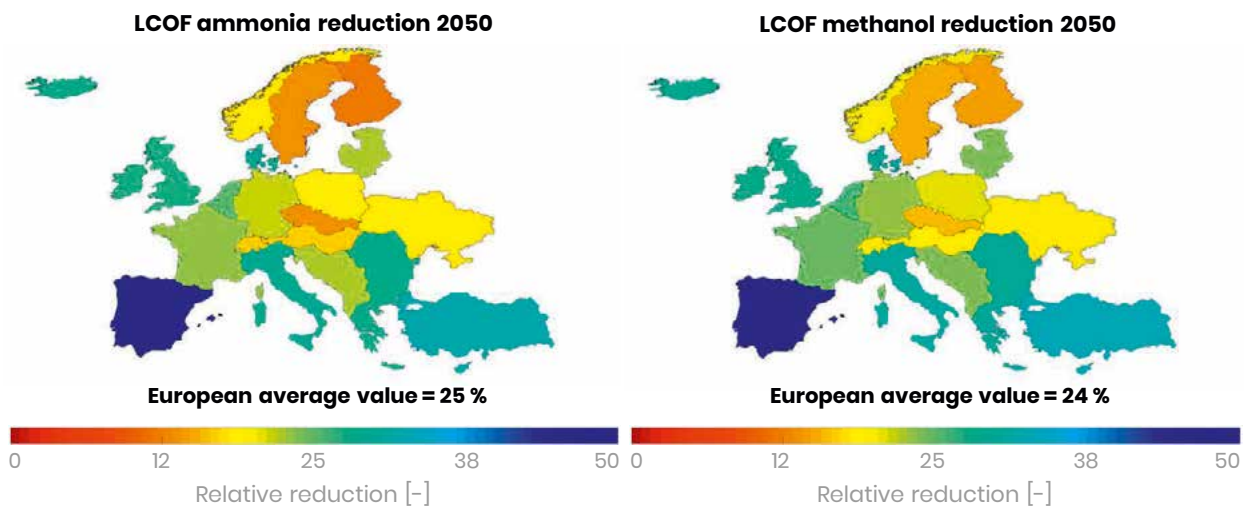 LCOF ammonia reduction 2050
LCOF methanol reduction 2050
European average value = 25 %
European average value = 24 %
0 12 25 38 50
0 12 25 38 50
Relative reduction [-]
Relative reduction [-]